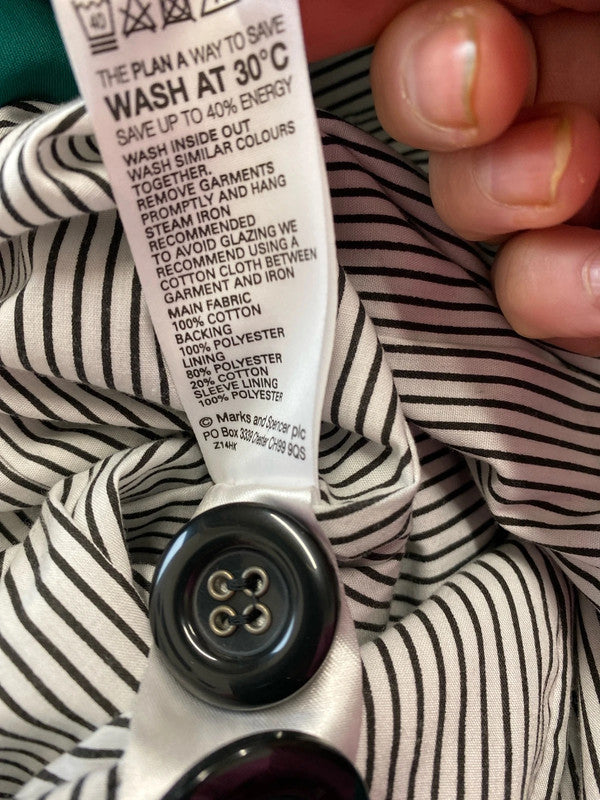 40
THE PLAN A WAY TO SAVE
WASH AT 30°C
SAVE UP TO 40% ENERGY
WASH INSIDE OUT
WASH SIMILAR COLOURS
TOGETHER.
REMOVE GARMENTS
PROMPTLY AND HANG
STEAM IRON
RECOMMENDED
TO AVOID GLAZING WE
RECOMMEND USING A
COTTON CLOTH BETWEEN
GARMENT AND IRON
MAIN FABRIC
100% COTTON
BACKING
100% POLYESTER
LINING
80% POLYESTER
20% COTTON
SLEEVE LINING
100% POLYESTER
© Marks and Spencer plc
PO Box 3339 Chester CH99 9QS
Z14HK